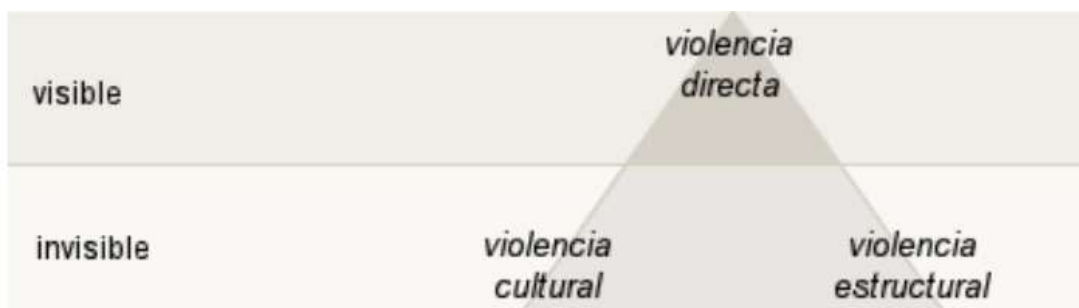 violencia
directa
visible
invisible
violencia
cultural
violencia
estructural